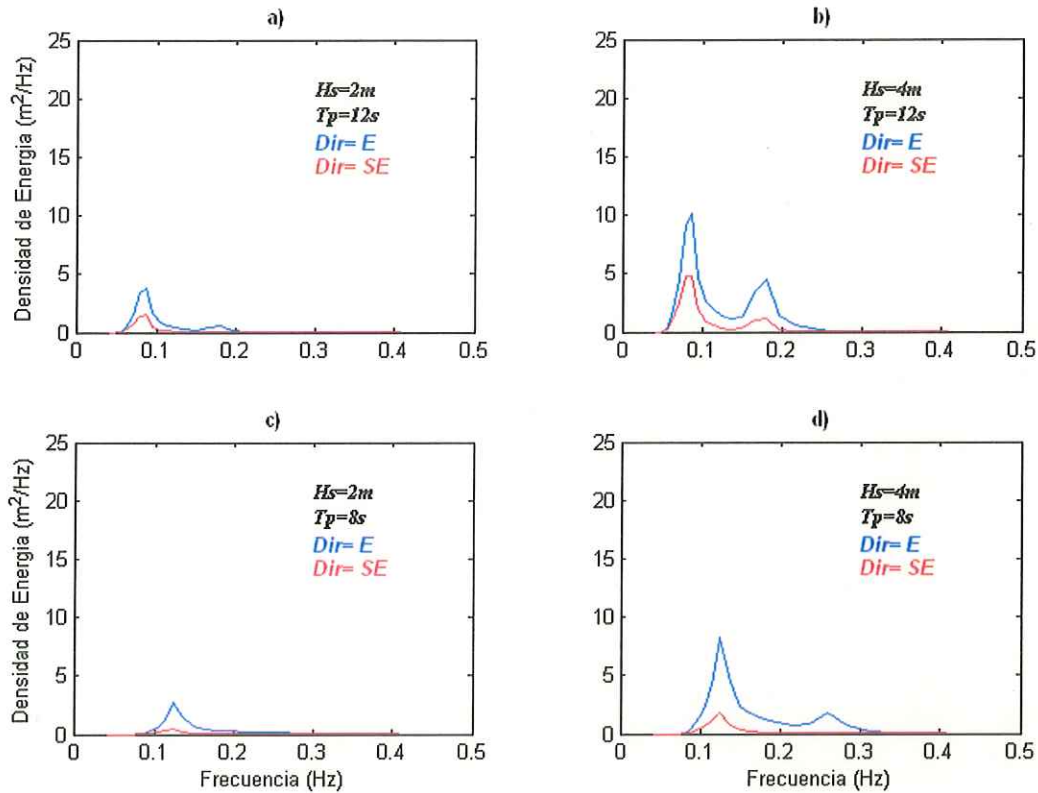 a)
25
20
15
10
5
0
Densidad de Energia (m²/Hz)
Hs=2m
Tp=12s
Dir= E
Dir= SE
0 0.1 0.2 0.3 0.4 0.5
b)
25
20
15
10
5
0
Hs=4m
Tp=12s
Dir= E
Dir= SE
0 0.1 0.2 0.3 0.4 0.5
c)
25
20
15
10
5
0
Densidad de Energia (m²/Hz)
Hs=2m
Tp=8s
Dir= E
Dir= SE
0 0.1 0.2 0.3 0.4 0.5
Frecuencia (Hz)
d)
25
20
15
10
5
0
Hs=4m
Tp=8s
Dir= E
Dir= SE
0 0.1 0.2 0.3 0.4 0.5
Frecuencia (Hz)